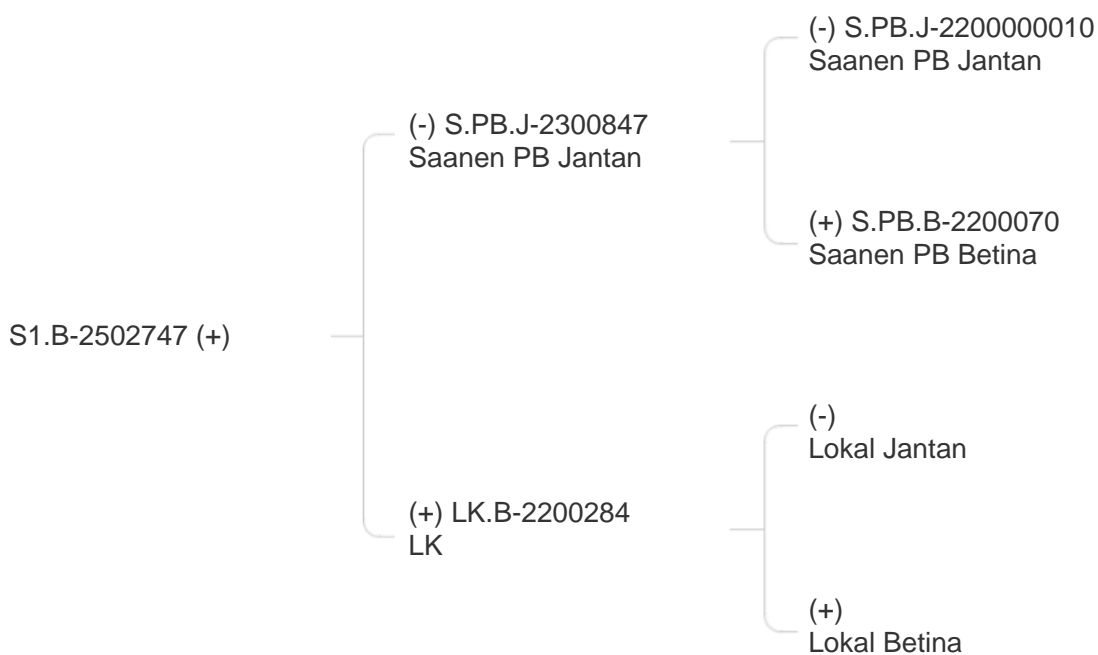 (-) S.PB.J-2200000010
Saanen PB Jantan
(-) S.PB.J-2300847
Saanen PB Jantan
(+) S.PB.B-2200070
Saanen PB Betina
S1.B-2502747 (+)
(-)
Lokal Jantan
(+) LK.B-2200284
LK
(+)
Lokal Betina